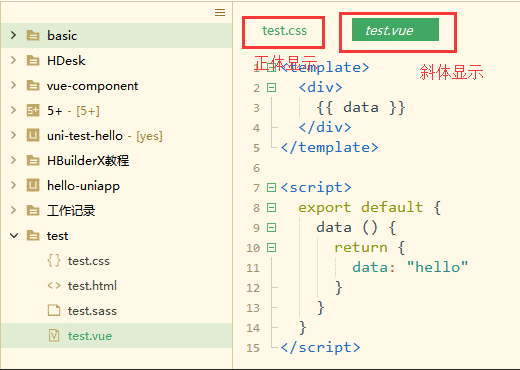 basic
HDesk
vue-component
5+ - [5+]
uni-test-hello - [yes]
HBuilderX教程
hello-uniapp
工作记录
test
test.css
test.html
test.sass
test.vue
test.css
test.vue
正体显示
斜体显示
1 <template>
2 <div>
3 {{ data }}
4 </div>
5 </template>
6
7 <script>
8 export default {
9 data () {
10 return {
11 data: "hello"
12 }
13 }
14 }
15 </script>